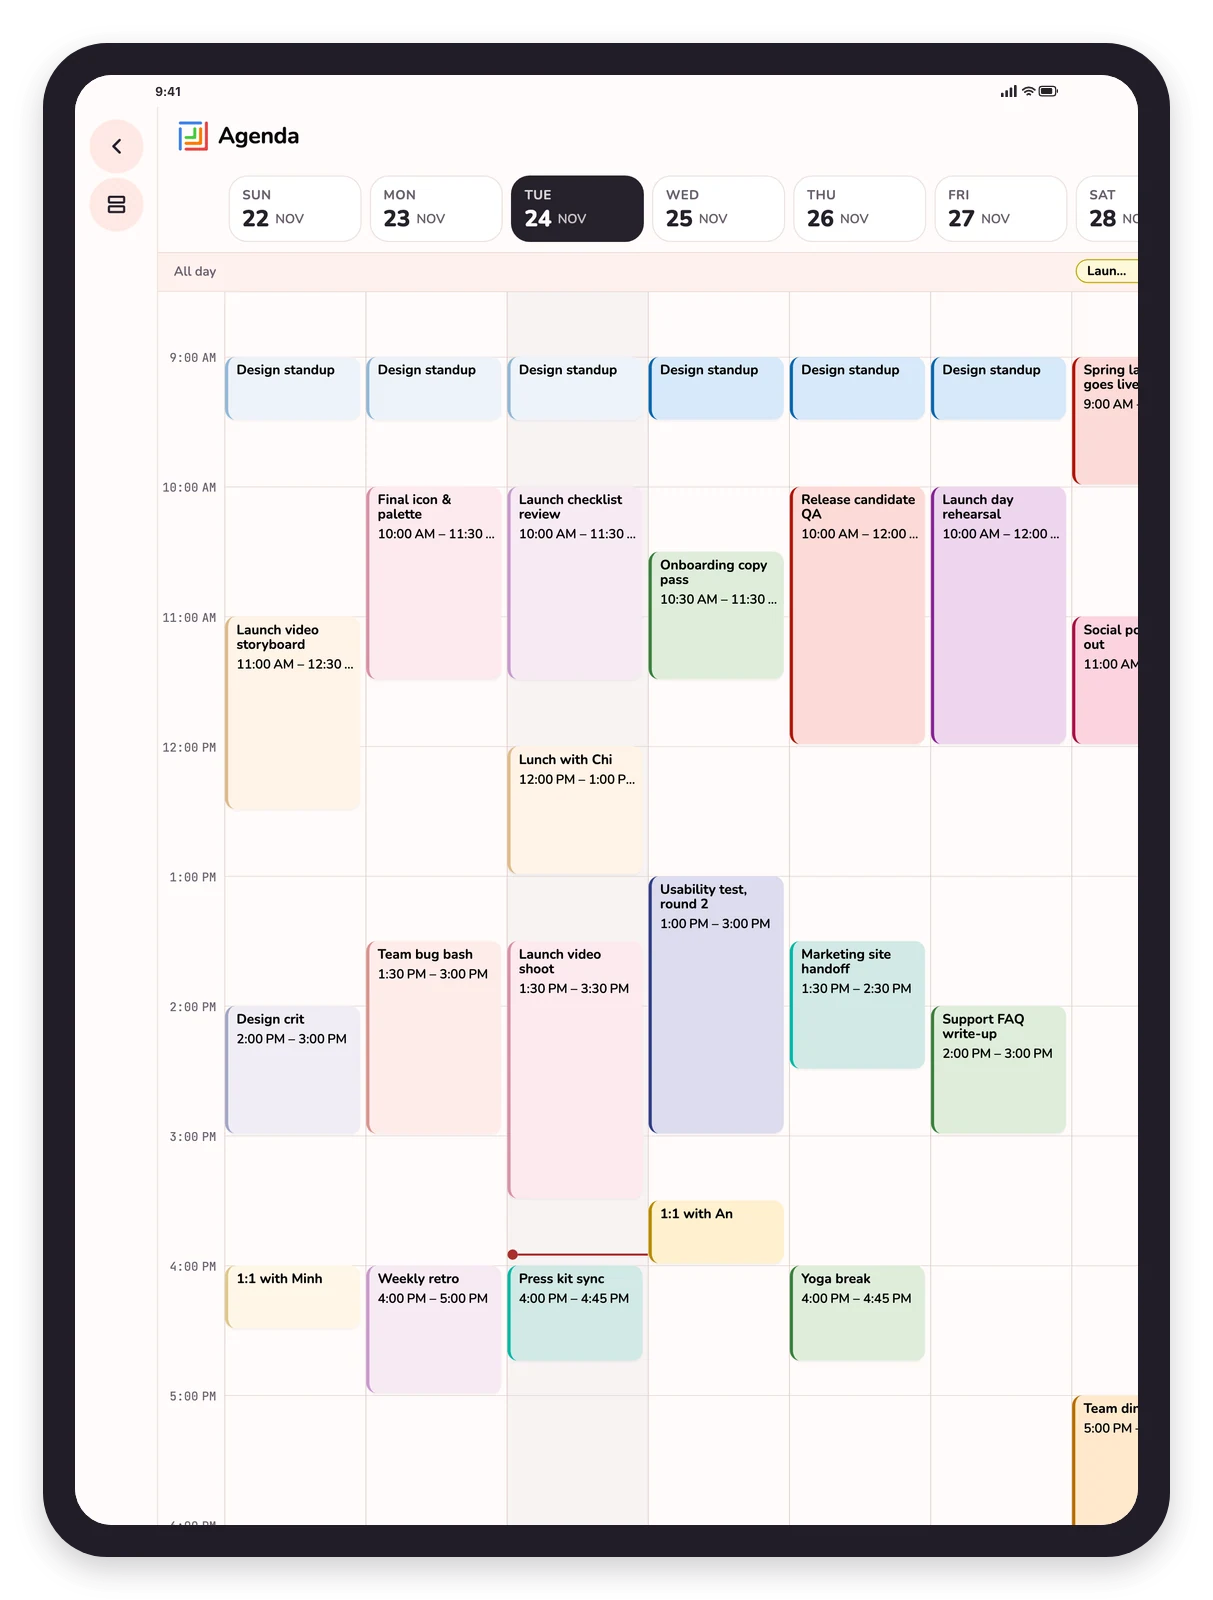 9:41
Agenda
SUN
22 NOV
MON
23 NOV
TUE
24 NOV
WED
25 NOV
THU
26 NOV
FRI
27 NOV
SAT
28
All day
Laun...
9:00 AM
Design standup
Design standup
Design standup
Design standup
Design standup
Design standup
Spring
goes live
9:00 AM
10:00 AM
Final icon &
palette
10:00 AM – 11:30 ...
Launch checklist
review
10:00 AM – 11:30 ...
Onboarding copy
pass
10:30 AM – 11:30 ...
Release candidate
QA
10:00 AM – 12:00 ...
Launch day
rehearsal
10:00 AM – 12:00 ...
11:00 AM
Launch video
storyboard
11:00 AM – 12:30 ...
Social
out
11:00 AM
12:00 PM
Lunch with Chi
12:00 PM – 1:00 P...
1:00 PM
Usability test,
round 2
1:00 PM – 3:00 PM
Team bug bash
1:30 PM – 3:00 PM
Launch video
shoot
1:30 PM – 3:30 PM
Marketing site
handoff
1:30 PM – 2:30 PM
2:00 PM
Design crit
2:00 PM – 3:00 PM
Support FAQ
write-up
2:00 PM – 3:00 PM
3:00 PM
1:1 with An
4:00 PM
1:1 with Minh
Weekly retro
4:00 PM – 5:00 PM
Press kit sync
4:00 PM – 4:45 PM
Yoga break
4:00 PM – 4:45 PM
5:00 PM
Team
5:00 PM